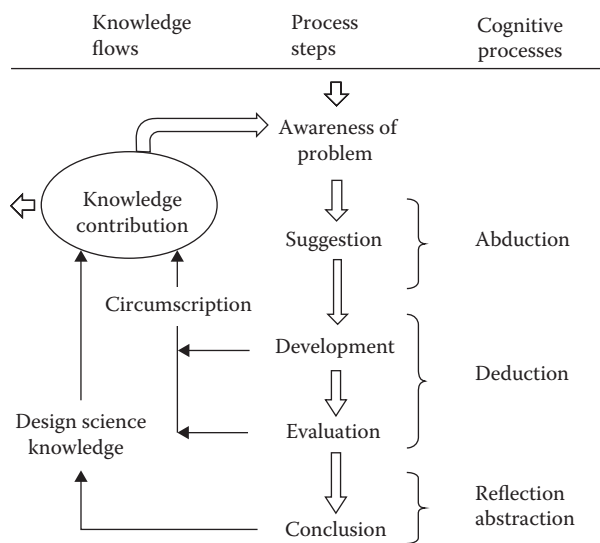 Knowledge
flows
Process
steps
Cognitive
processes
Awareness of
problem
Knowledge
contribution
Suggestion
Abduction
Circumscription
Development
Deduction
Design science
knowledge
Evaluation
Reflection
abstraction
Conclusion